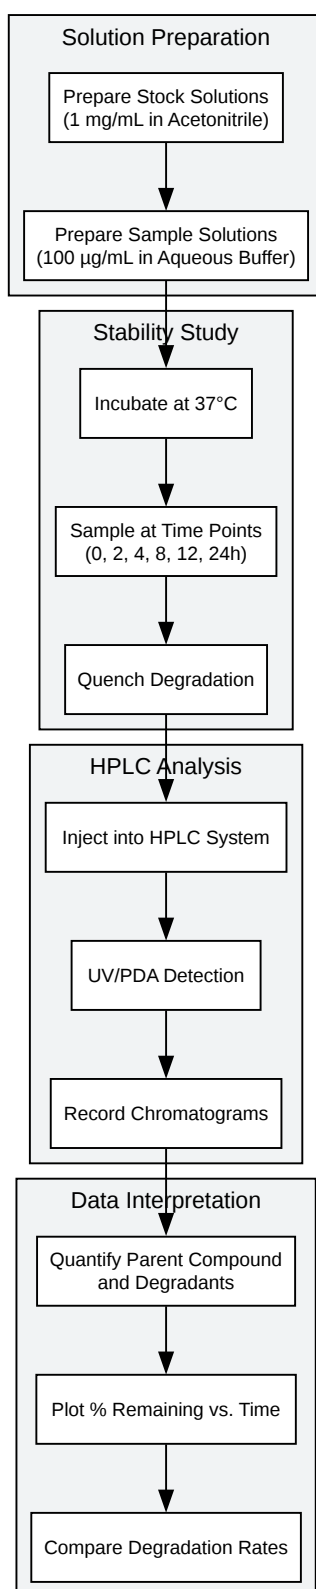 Solution Preparation
Prepare Stock Solutions
(1 mg/mL in Acetonitrile)
Prepare Sample Solutions
(100 µg/mL in Aqueous Buffer)
Stability Study
Incubate at 37°C
Sample at Time Points
(0, 2, 4, 8, 12, 24h)
Quench Degradation
HPLC Analysis
Inject into HPLC System
UV/PDA Detection
Record Chromatograms
Data Interpretation
Quantify Parent Compound
and Degradants
Plot % Remaining vs. Time
Compare Degradation Rates